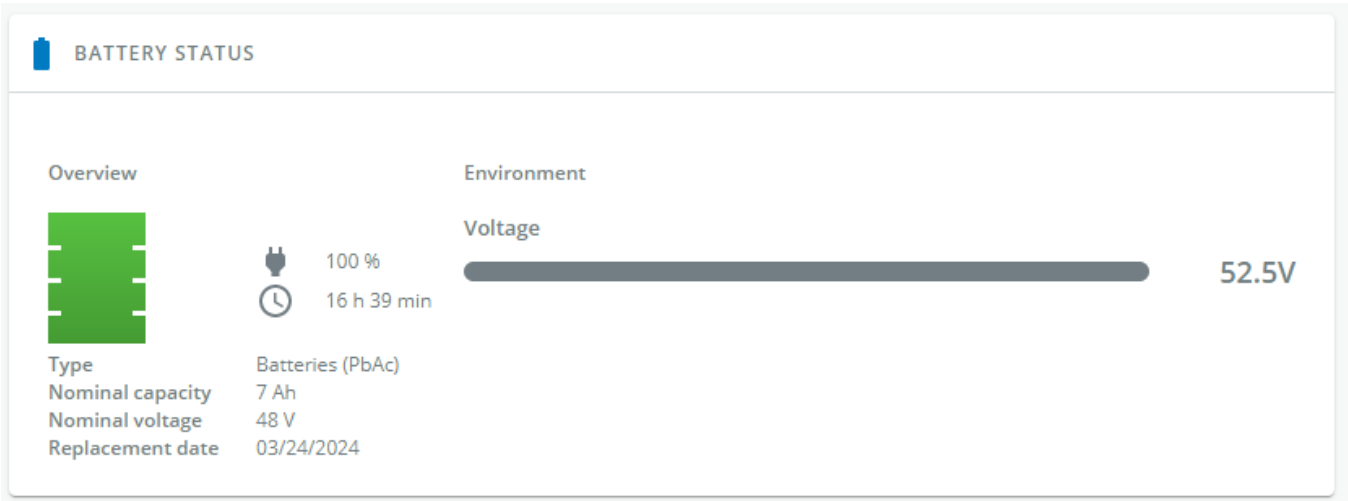 BATTERY STATUS
Overview
100 %
16 h 39 min
Type Batteries (PbAc)
Nominal capacity 7 Ah
Nominal voltage 48 V
Replacement date 03/24/2024
Environment
Voltage
52.5V